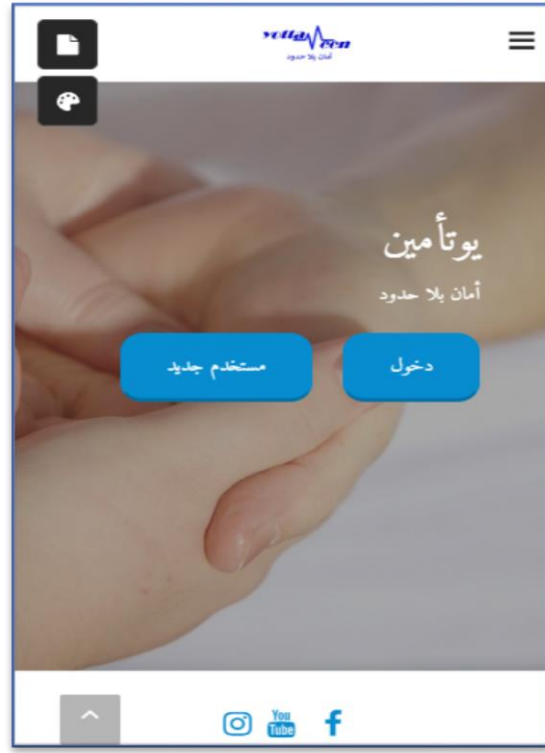 أمان بلا حدود
يوتأمين
أمان بلا حدود
دخول
مستخدم جديد
You
Tube